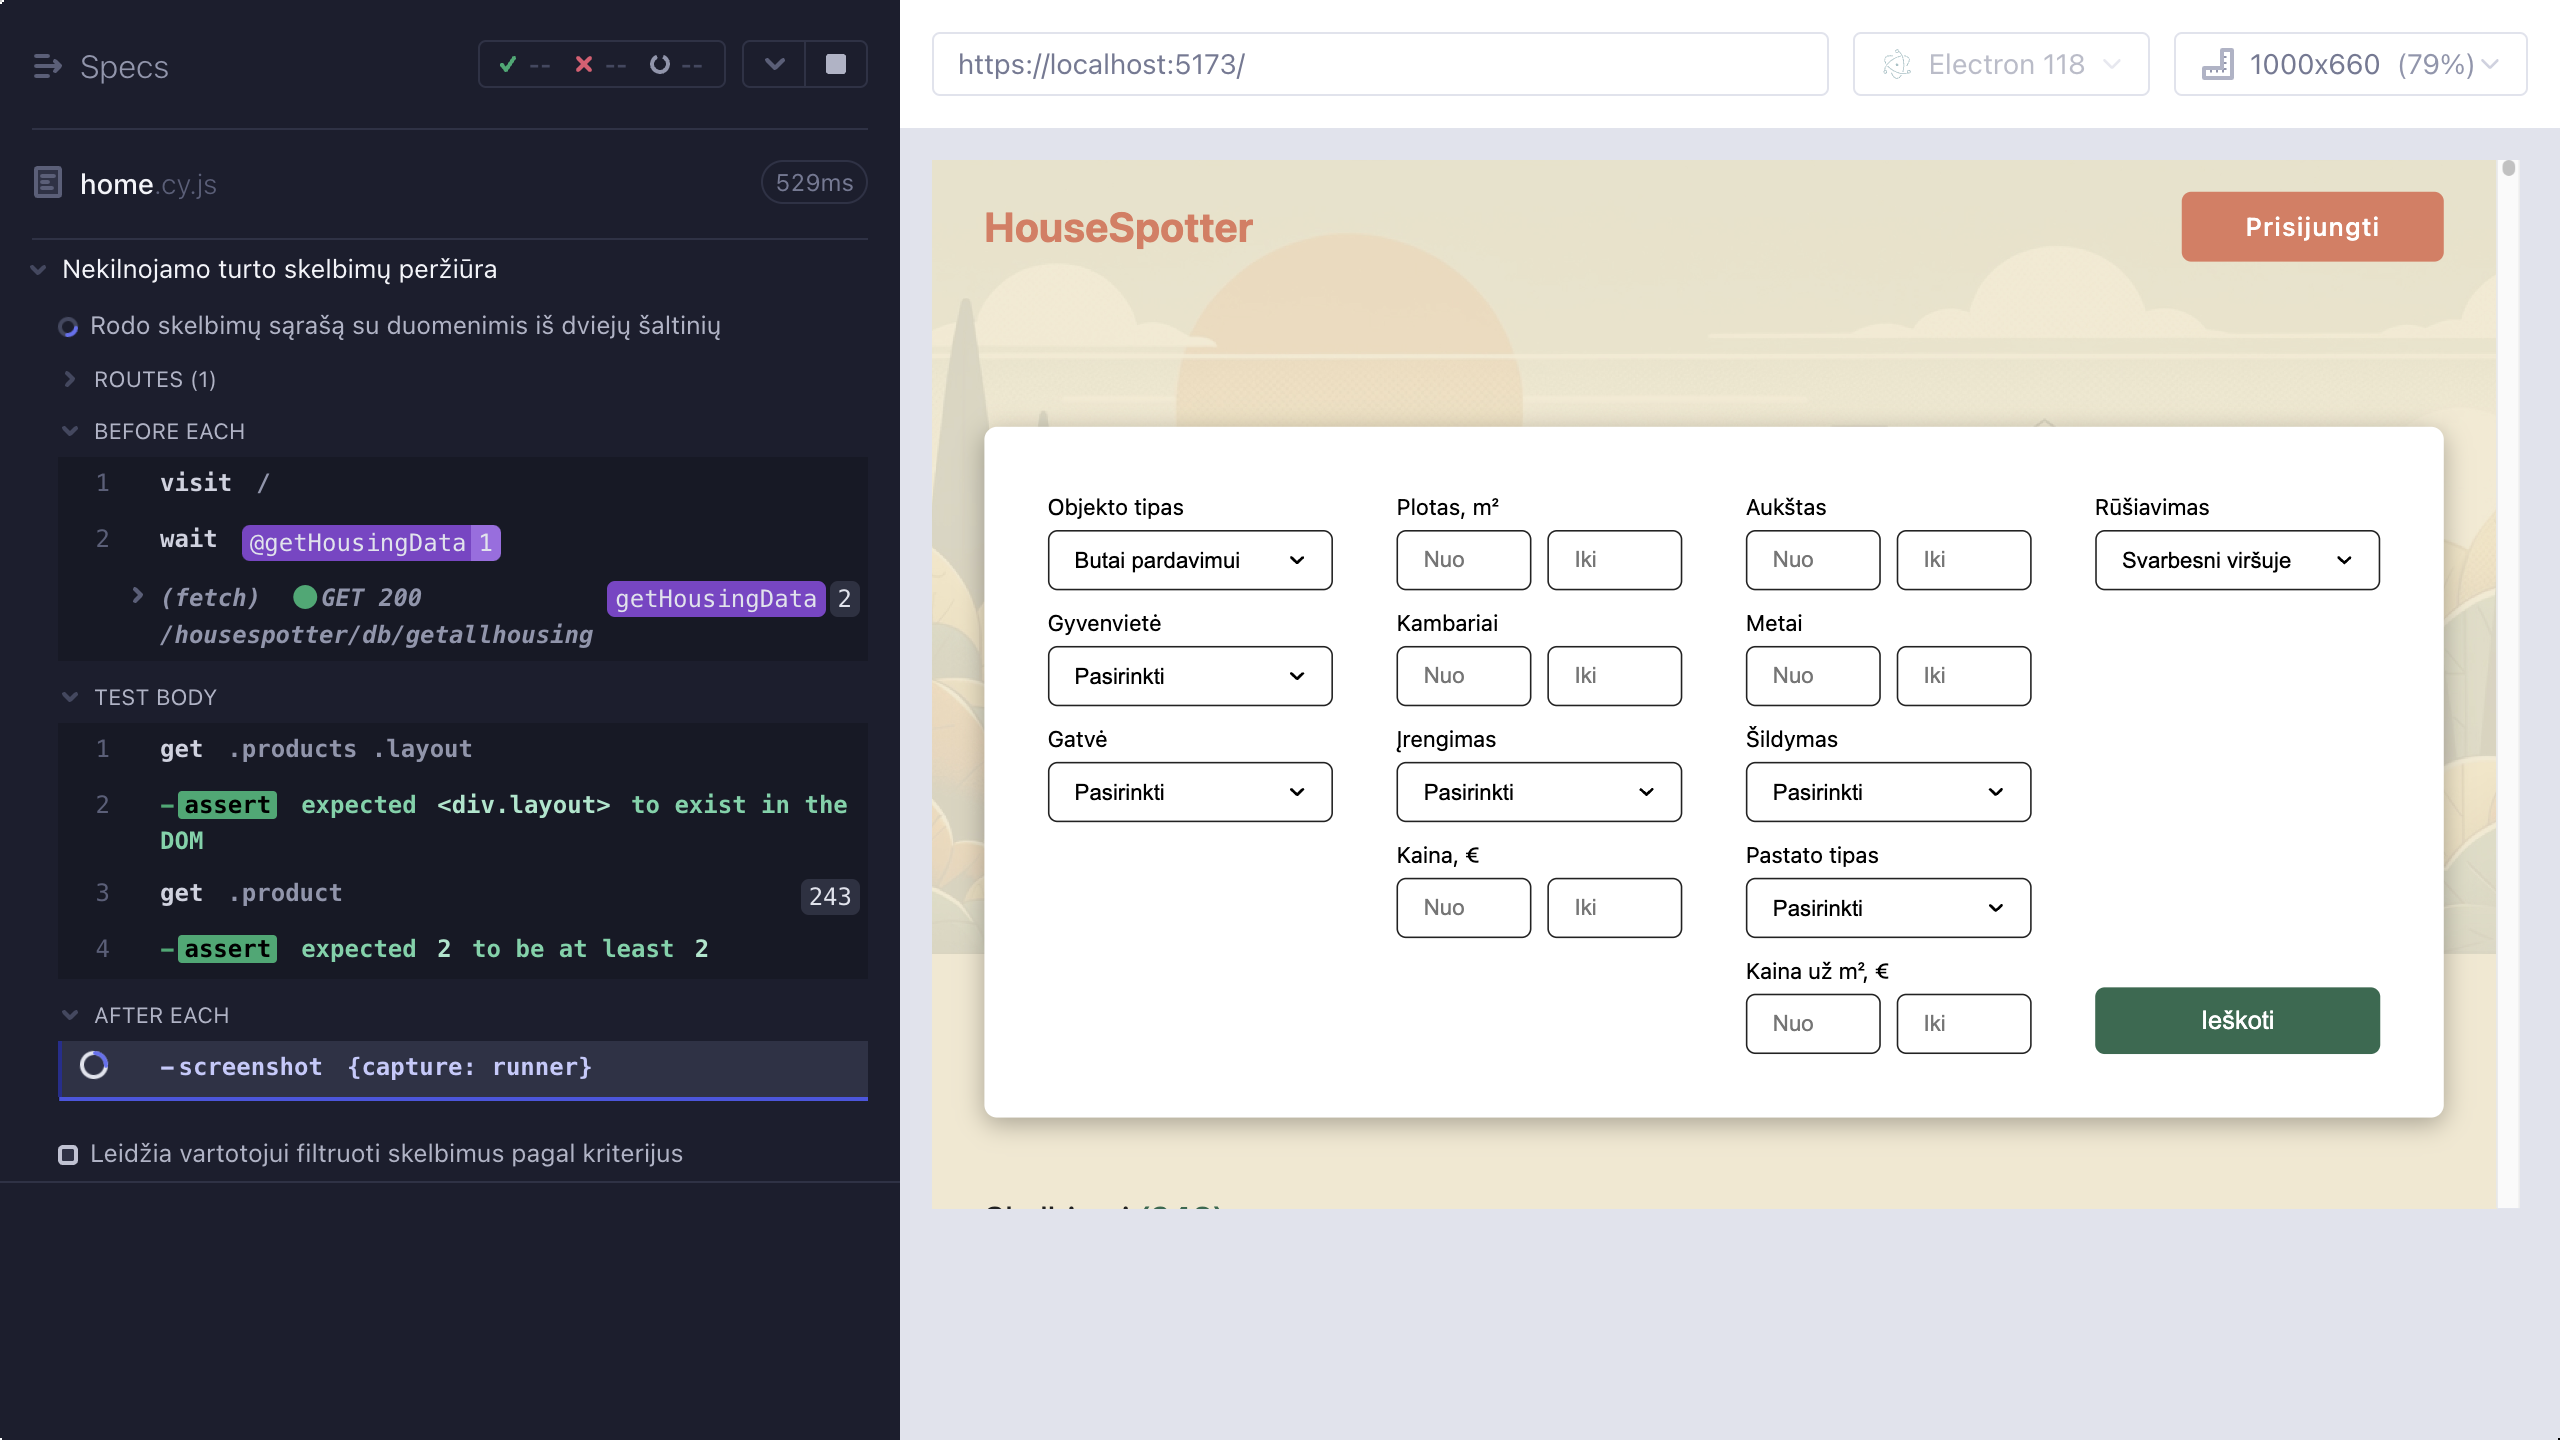 Specs
-- -- --
home.cy.js
529ms
Nekilnojamo turto skelbimų peržiūra
Rodo skelbimų sąrašą su duomenimis iš dviejų šaltinių
ROUTES (1)
BEFORE EACH
1 visit /
2 wait @getHousingData 1
(fetch) GET 200 getHousingData 2
/housespotter/db/getallhousing
TEST BODY
1 get .products .layout
2 -assert expected <div.layout> to exist in the
DOM
3 get .product 243
4 -assert expected 2 to be at least 2
AFTER EACH
-screenshot {capture: runner}
Leidžia vartotojui filtruoti skelbimus pagal kriterijus
https://localhost:5173/
Electron 118
1000x660 (79%)
HouseSpotter
Prisijungti
Objekto tipas Plotas, m² Aukštas Rūšiavimas
Butai pardavimui Nuo Iki Nuo Iki Svarbesni viršuje
Gyvenvietė Kambariai Metai
Pasirinkti Nuo Iki Nuo Iki
Gatvė Įrengimas Šildymas
Pasirinkti Pasirinkti Pasirinkti
Kaina, € Pastato tipas
Nuo Iki Pasirinkti
Kaina už m², €
Nuo Iki Ieškoti